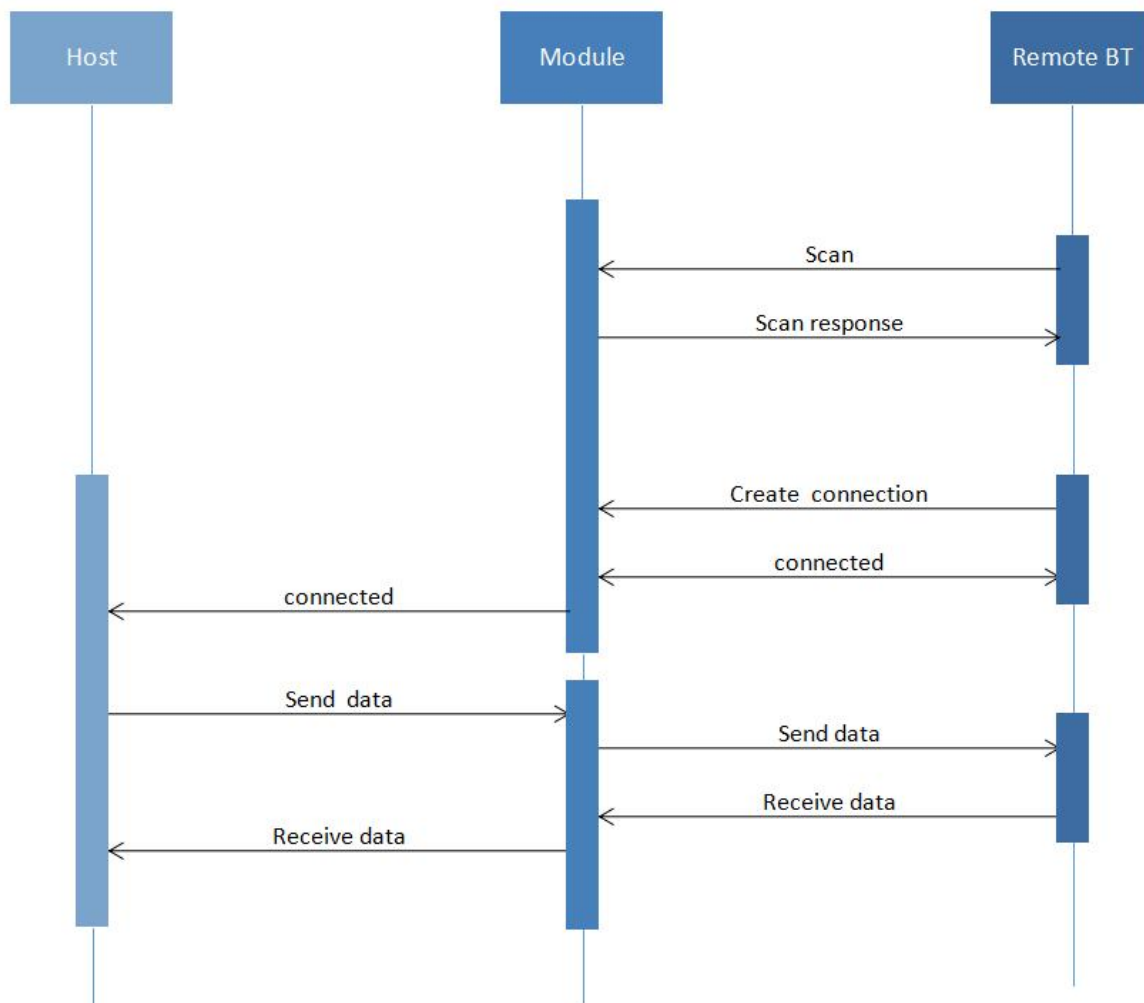 Host
Module
Remote BT
Scan
Scan response
Create  connection
connected
connected
Send  data
Send data
Receive data
Receive data